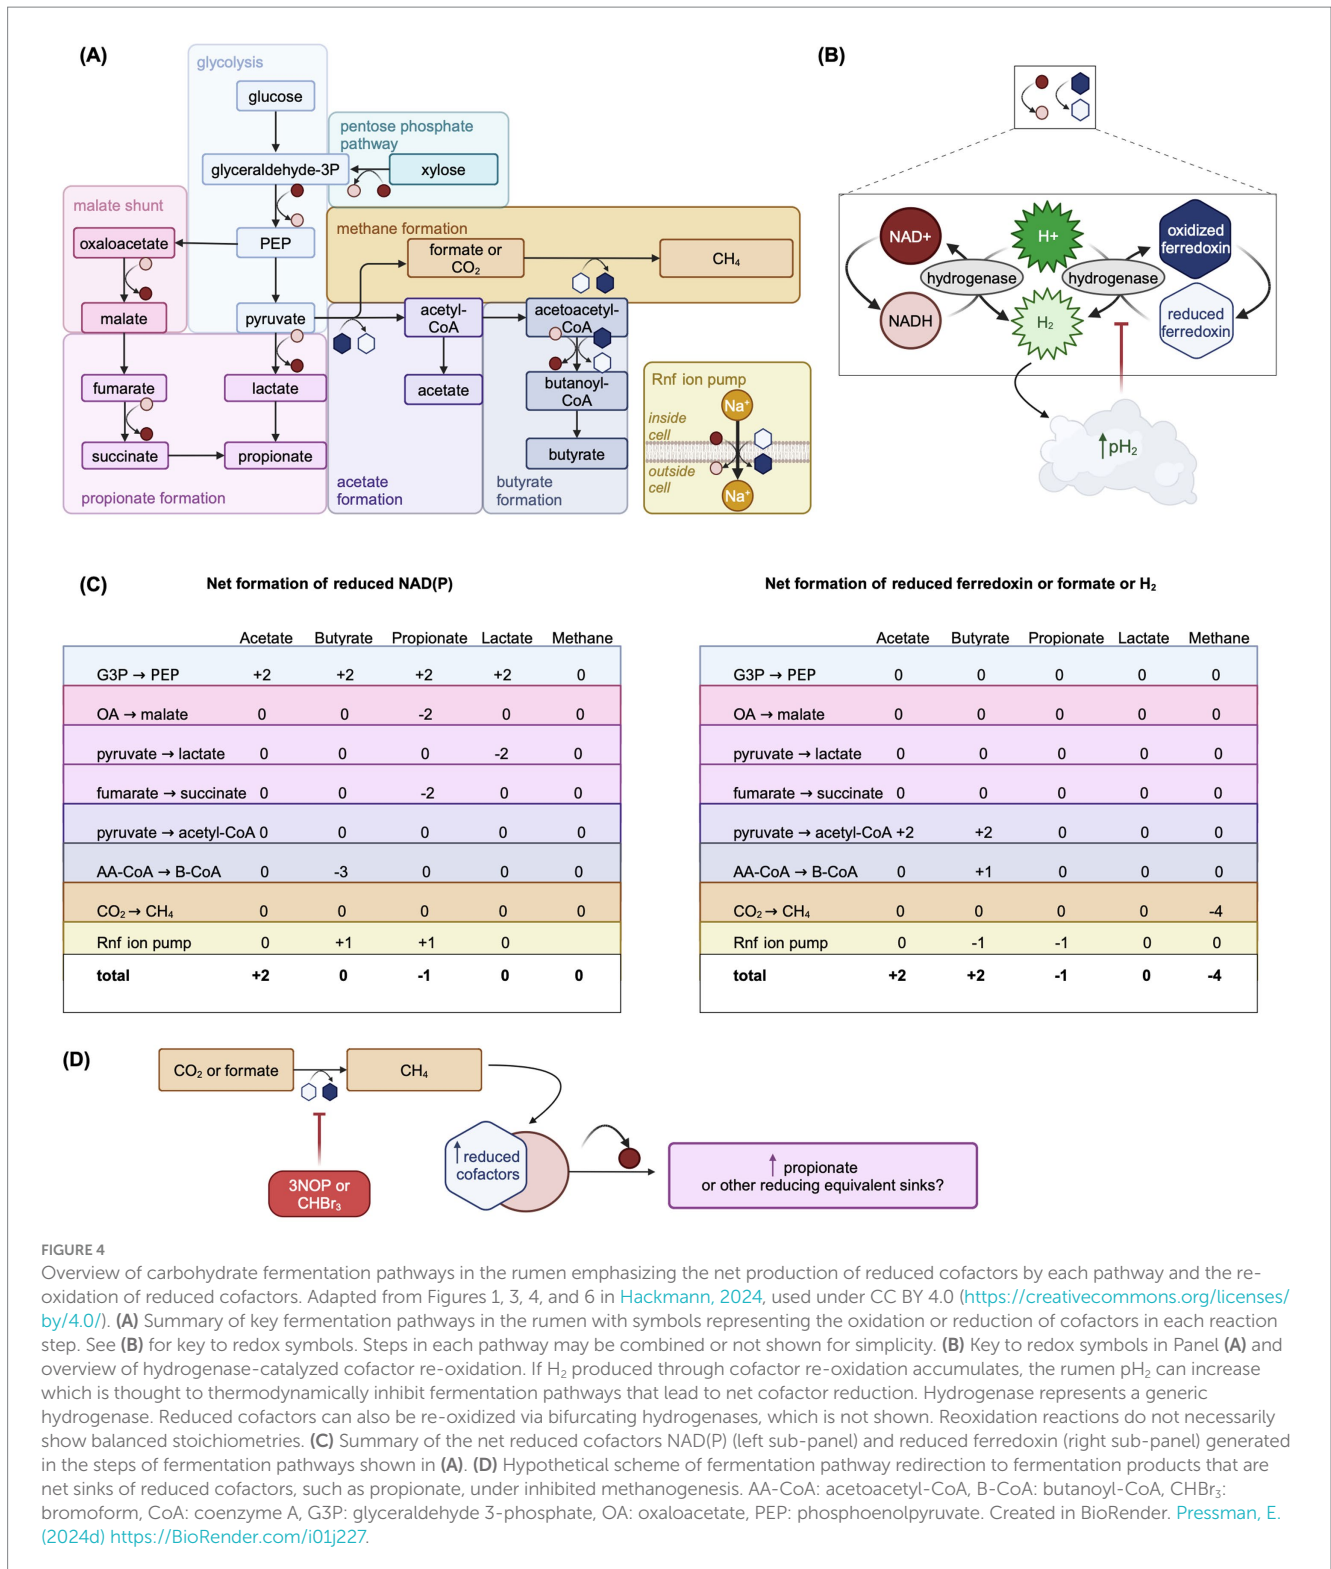 (A)
glycolysis
glucose
pentose phosphate
pathway
glyceraldehyde-3P
xylose
malate shunt
oxaloacetate
PEP
malate
pyruvate
methane formation
formate or
CO₂
CH₄
acetyl-
CoA
acetoacetyl-
CoA
fumarate
lactate
acetate
butanoyl-
CoA
succinate
propionate
butyrate
propionate formation
acetate
formation
butyrate
formation
Rnf ion pump
Na⁺
inside
cell
outside
cell
Na⁺
(B)
NAD+
H+
oxidized
ferredoxin
hydrogenase
hydrogenase
NADH
H₂
reduced
ferredoxin
↑pH₂
(C)
Net formation of reduced NAD(P)
Acetate Butyrate Propionate Lactate Methane
G3P → PEP +2 +2 +2 +2 0
OA → malate 0 0 -2 0 0
pyruvate → lactate 0 0 0 -2 0
fumarate → succinate 0 0 -2 0 0
pyruvate → acetyl-CoA 0 0 0 0 0
AA-CoA → B-CoA 0 -3 0 0 0
CO₂ → CH₄ 0 0 0 0 0
Rnf ion pump 0 +1 +1 0
total +2 0 -1 0 0
Net formation of reduced ferredoxin or formate or H₂
Acetate Butyrate Propionate Lactate Methane
G3P → PEP 0 0 0 0 0
OA → malate 0 0 0 0 0
pyruvate → lactate 0 0 0 0 0
fumarate → succinate 0 0 0 0 0
pyruvate → acetyl-CoA +2 +2 0 0 0
AA-CoA → B-CoA 0 +1 0 0 0
CO₂ → CH₄ 0 0 0 0 -4
Rnf ion pump 0 -1 -1 0 0
total +2 +2 -1 0 -4
(D)
CO₂ or formate
CH₄
3NOP or
CHBr₃
↑ reduced
cofactors
↑ propionate
or other reducing equivalent sinks?
FIGURE 4
Overview of carbohydrate fermentation pathways in the rumen emphasizing the net production of reduced cofactors by each pathway and the re-
oxidation of reduced cofactors. Adapted from Figures 1, 3, 4, and 6 in Hackmann, 2024, used under CC BY 4.0 (https://creativecommons.org/licenses/
by/4.0/). (A) Summary of key fermentation pathways in the rumen with symbols representing the oxidation or reduction of cofactors in each reaction
step. See (B) for key to redox symbols. Steps in each pathway may be combined or not shown for simplicity. (B) Key to redox symbols in Panel (A) and
overview of hydrogenase-catalyzed cofactor re-oxidation. If H₂ produced through cofactor re-oxidation accumulates, the rumen pH₂ can increase
which is thought to thermodynamically inhibit fermentation pathways that lead to net cofactor reduction. Hydrogenase represents a generic
hydrogenase. Reduced cofactors can also be re-oxidized via bifurcating hydrogenases, which is not shown. Reoxidation reactions do not necessarily
show balanced stoichiometries. (C) Summary of the net reduced cofactors NAD(P) (left sub-panel) and reduced ferredoxin (right sub-panel) generated
in the steps of fermentation pathways shown in (A). (D) Hypothetical scheme of fermentation pathway redirection to fermentation products that are
net sinks of reduced cofactors, such as propionate, under inhibited methanogenesis. AA-CoA: acetoacetyl-CoA, B-CoA: butanoyl-CoA, CHBr₃:
bromoform, CoA: coenzyme A, G3P: glyceraldehyde 3-phosphate, OA: oxaloacetate, PEP: phosphoenolpyruvate. Created in BioRender. Pressman, E.
(2024d) https://BioRender.com/i01j227.